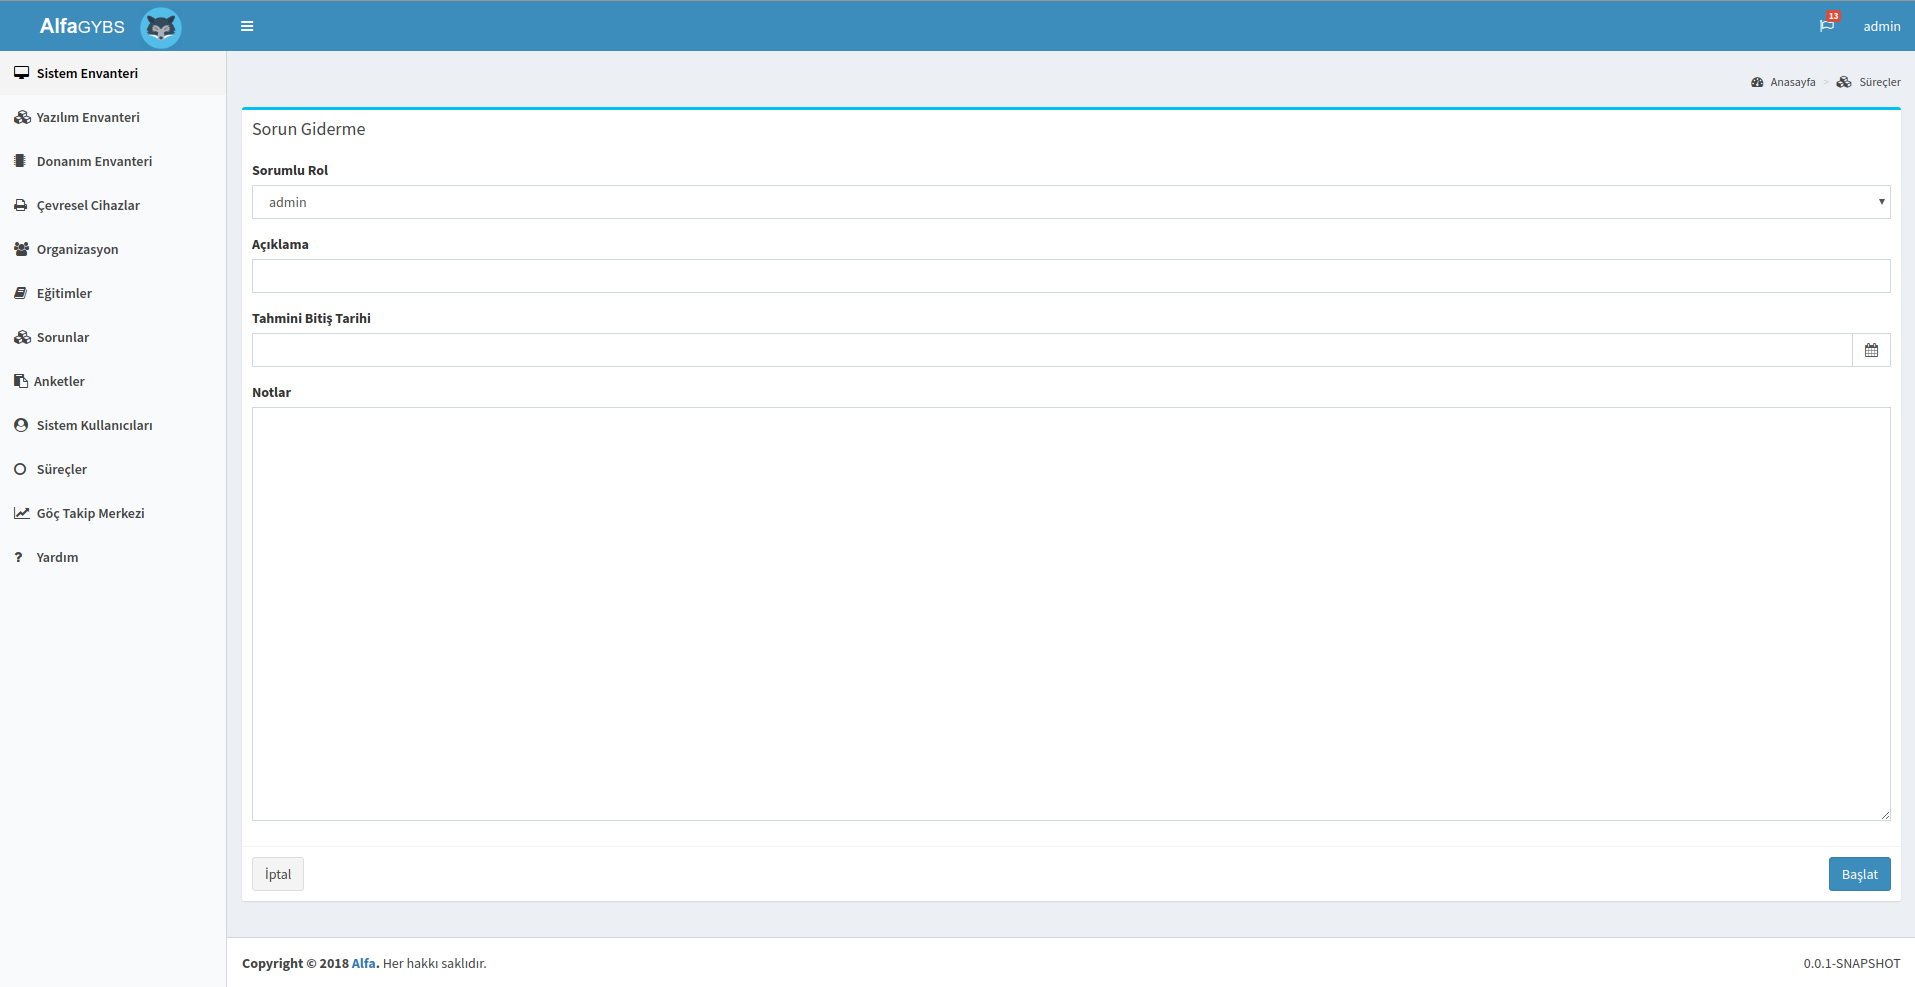 AlfaGYBS
13
admin
Sistem Envanteri
Yazılım Envanteri
Donanım Envanteri
Çevresel Cihazlar
Organizasyon
Eğitimler
Sorunlar
Anketler
Sistem Kullanıcıları
Süreçler
Göç Takip Merkezi
? Yardım
Anasayfa > Süreçler
Sorun Giderme
Sorumlu Rol
admin
Açıklama
Tahmini Bitiş Tarihi
Notlar
İptal
Başlat
Copyright © 2018 Alfa. Her hakkı saklıdır.
0.0.1-SNAPSHOT